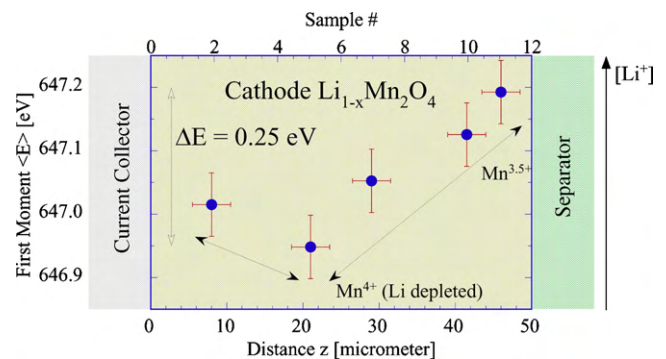 Sample #
0 2 4 6 8 10 12
[Li⁺]
First Moment <E> [eV]
647.2
647.1
647.0
646.9
Current Collector
Cathode Li₁₋ₓMn₂O₄
ΔE = 0.25 eV
Mn³·⁵⁺
Mn⁴⁺ (Li depleted)
Separator
0 10 20 30 40 50
Distance z [micrometer]